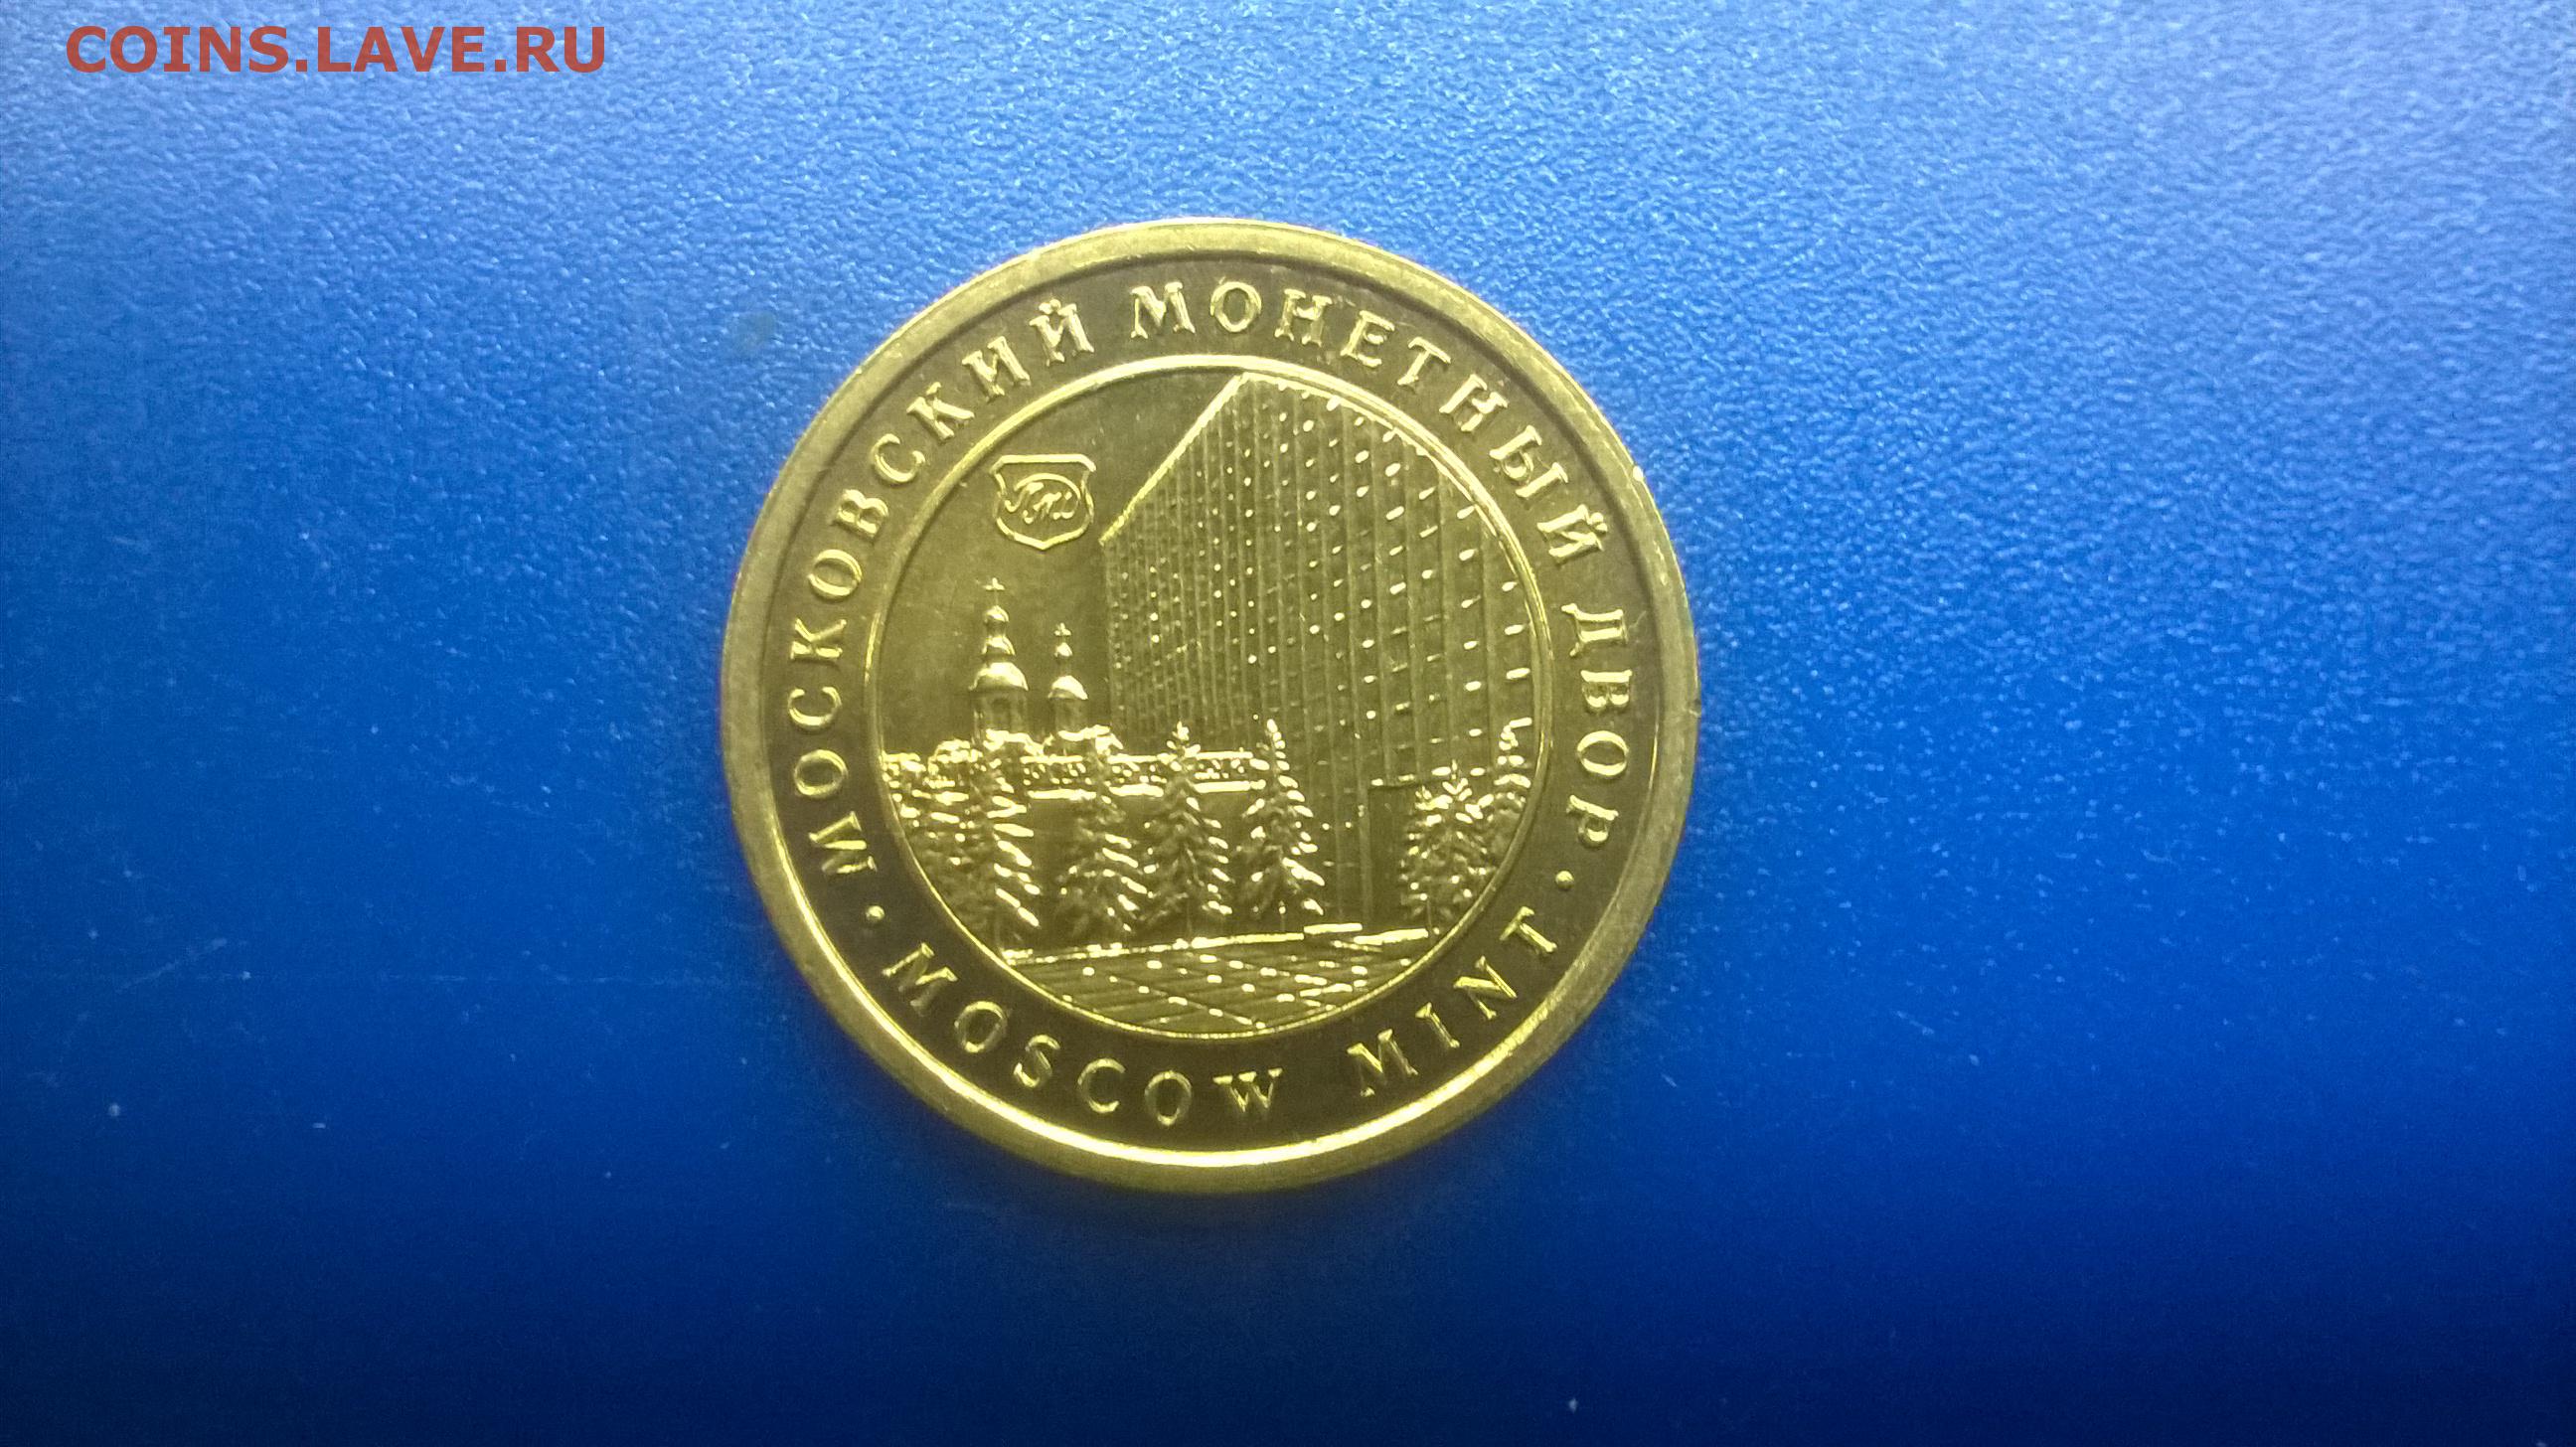 COINS.LAVE.RU
МОСКОВСКИЙ МОНЕТНЫЙ ДВОР
• MOSCOW MINT •